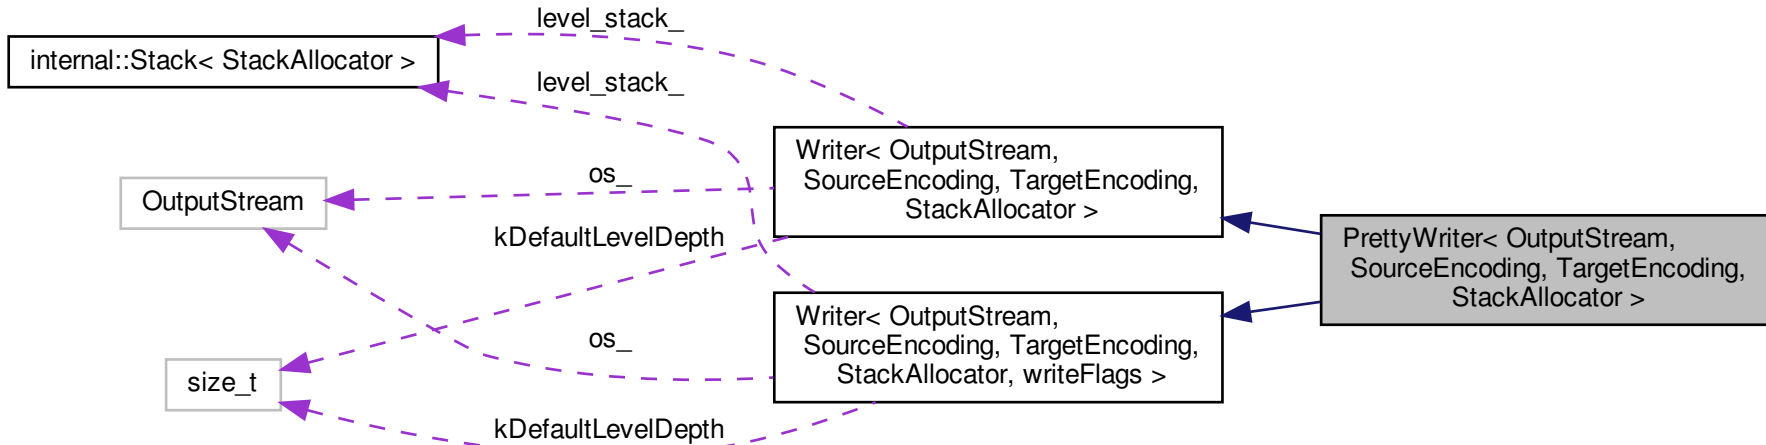 level_stack_
internal::Stack< StackAllocator >
level_stack_
Writer< OutputStream,
SourceEncoding, TargetEncoding,
StackAllocator >
os_
OutputStream
kDefaultLevelDepth
PrettyWriter< OutputStream,
SourceEncoding, TargetEncoding,
StackAllocator >
Writer< OutputStream,
SourceEncoding, TargetEncoding,
StackAllocator, writeFlags >
os_
size_t
kDefaultLevelDepth